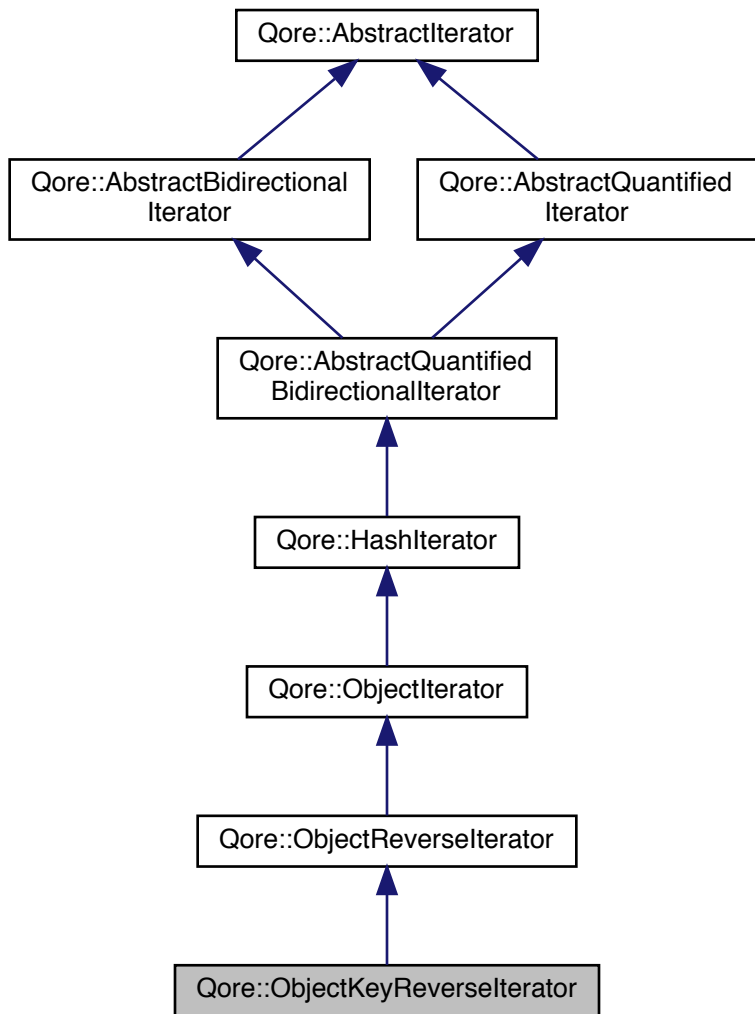 Qore::AbstractIterator
Qore::AbstractBidirectional
Iterator
Qore::AbstractQuantified
Iterator
Qore::AbstractQuantified
BidirectionalIterator
Qore::HashIterator
Qore::ObjectIterator
Qore::ObjectReverseIterator
Qore::ObjectKeyReverseIterator